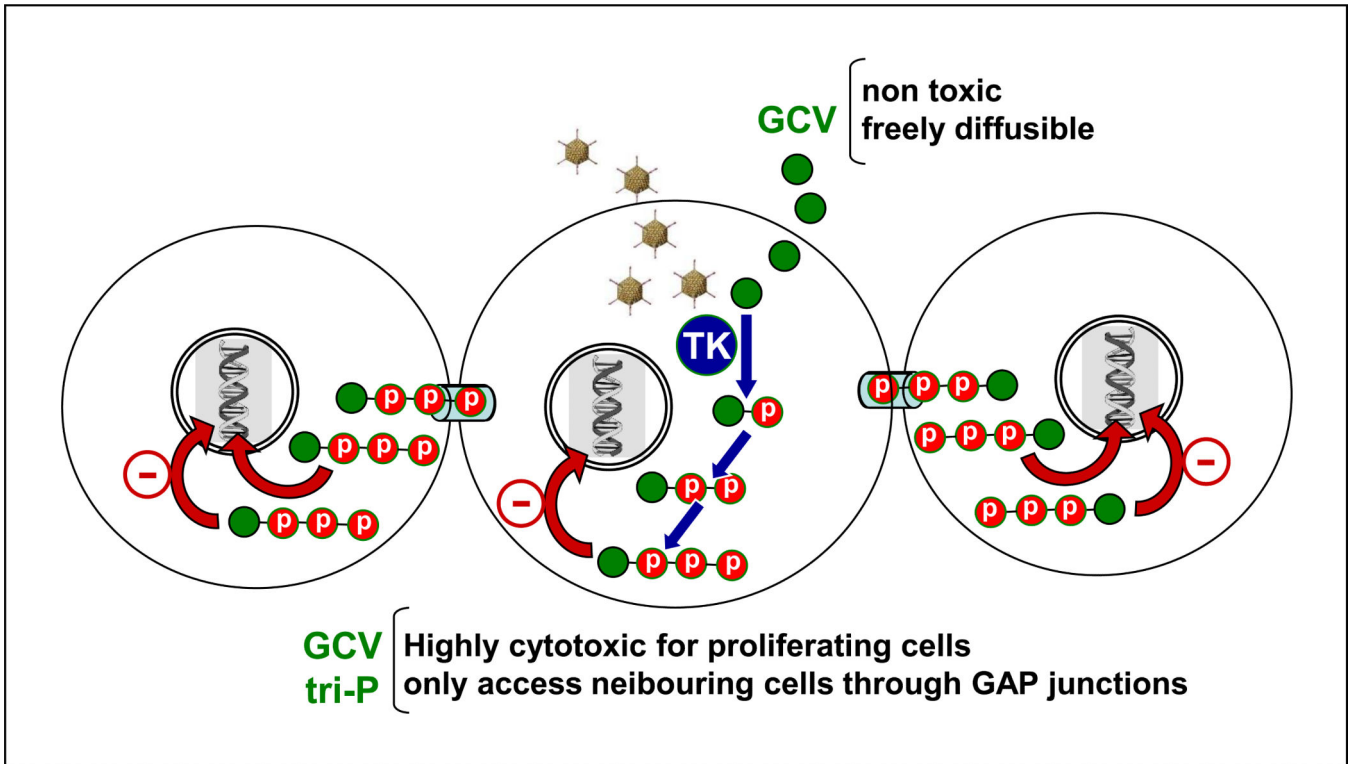 GCV
non toxic
freely diffusible
TK
p
p p p
p p p
p p p
p p p
p p
p p p
p p p
p p p
−
−
−
GCV
tri-P
Highly cytotoxic for proliferating cells
only access neibouring cells through GAP junctions